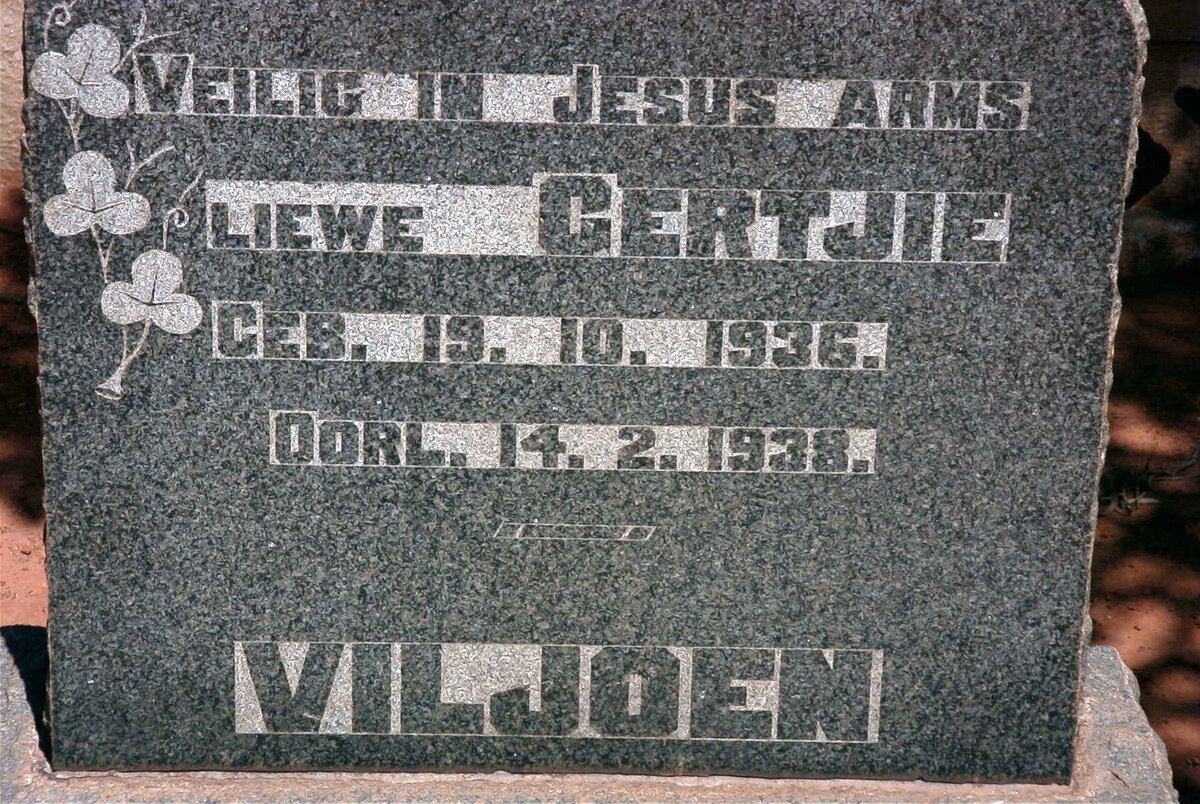 VEILIG IN JESUS ARMS
LIEWE GERTJIE
GEB. 19. 10. 1936.
OORL. 14. 2. 1938.
VILJOEN